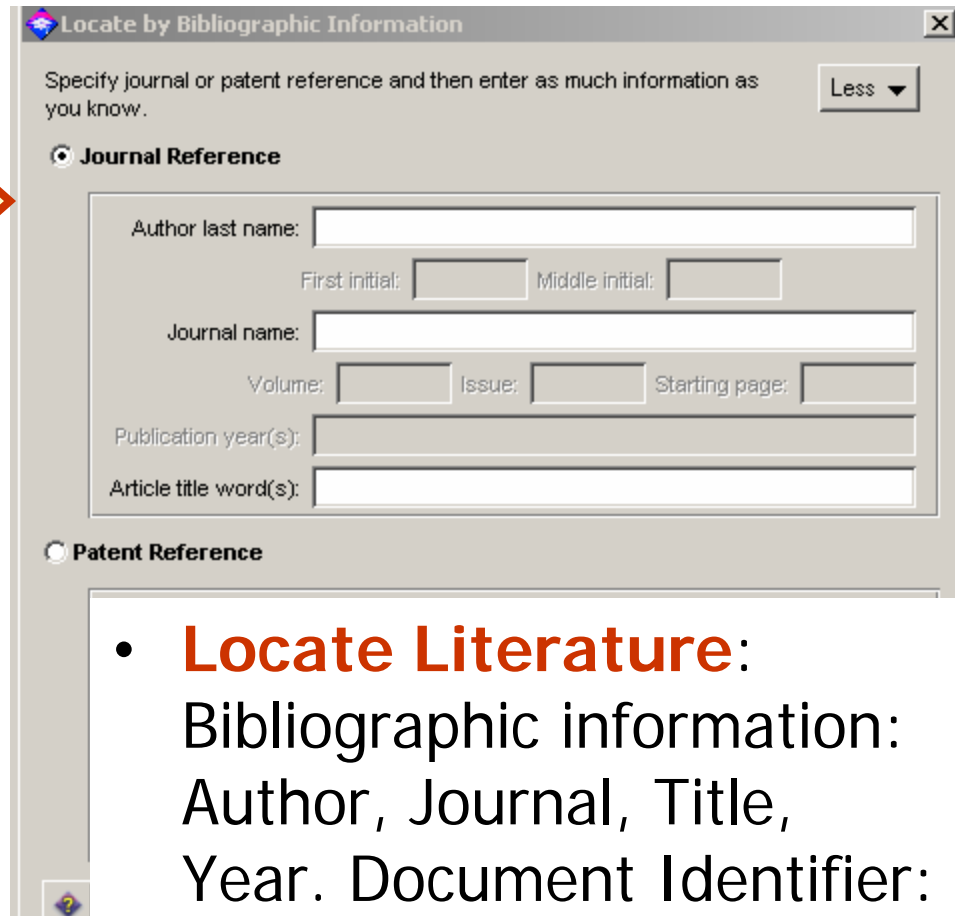 Locate by Bibliographic Information
Specify journal or patent reference and then enter as much information as
you know.
Less
Journal Reference
Author last name:
First initial: Middle initial:
Journal name:
Volume: Issue: Starting page:
Publication year(s):
Article title word(s):
Patent Reference
• Locate Literature:
Bibliographic information:
Author, Journal, Title,
Year. Document Identifier: